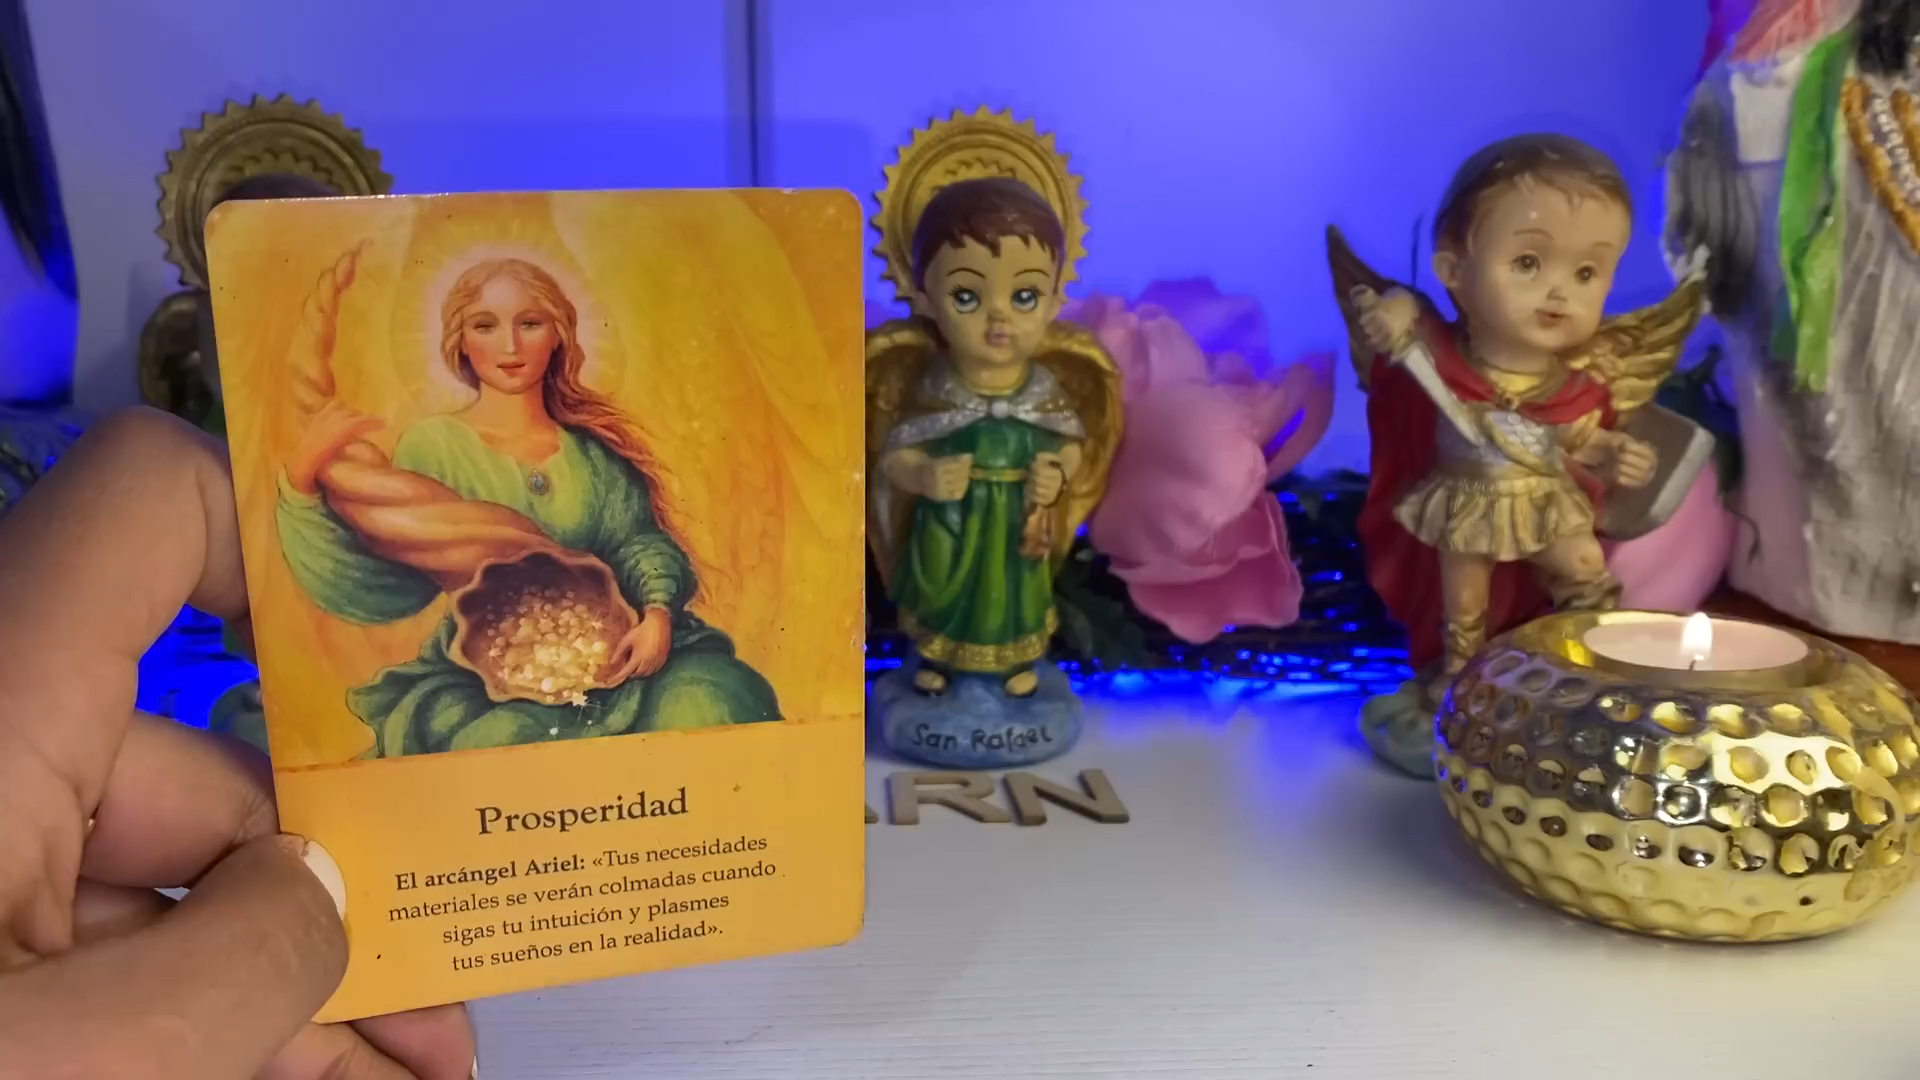 Prosperidad
El arcángel Ariel: «Tus necesidades
materiales se verán colmadas cuando
sigas tu intuición y plasmes
tus sueños en la realidad».
San Rafael
ARN